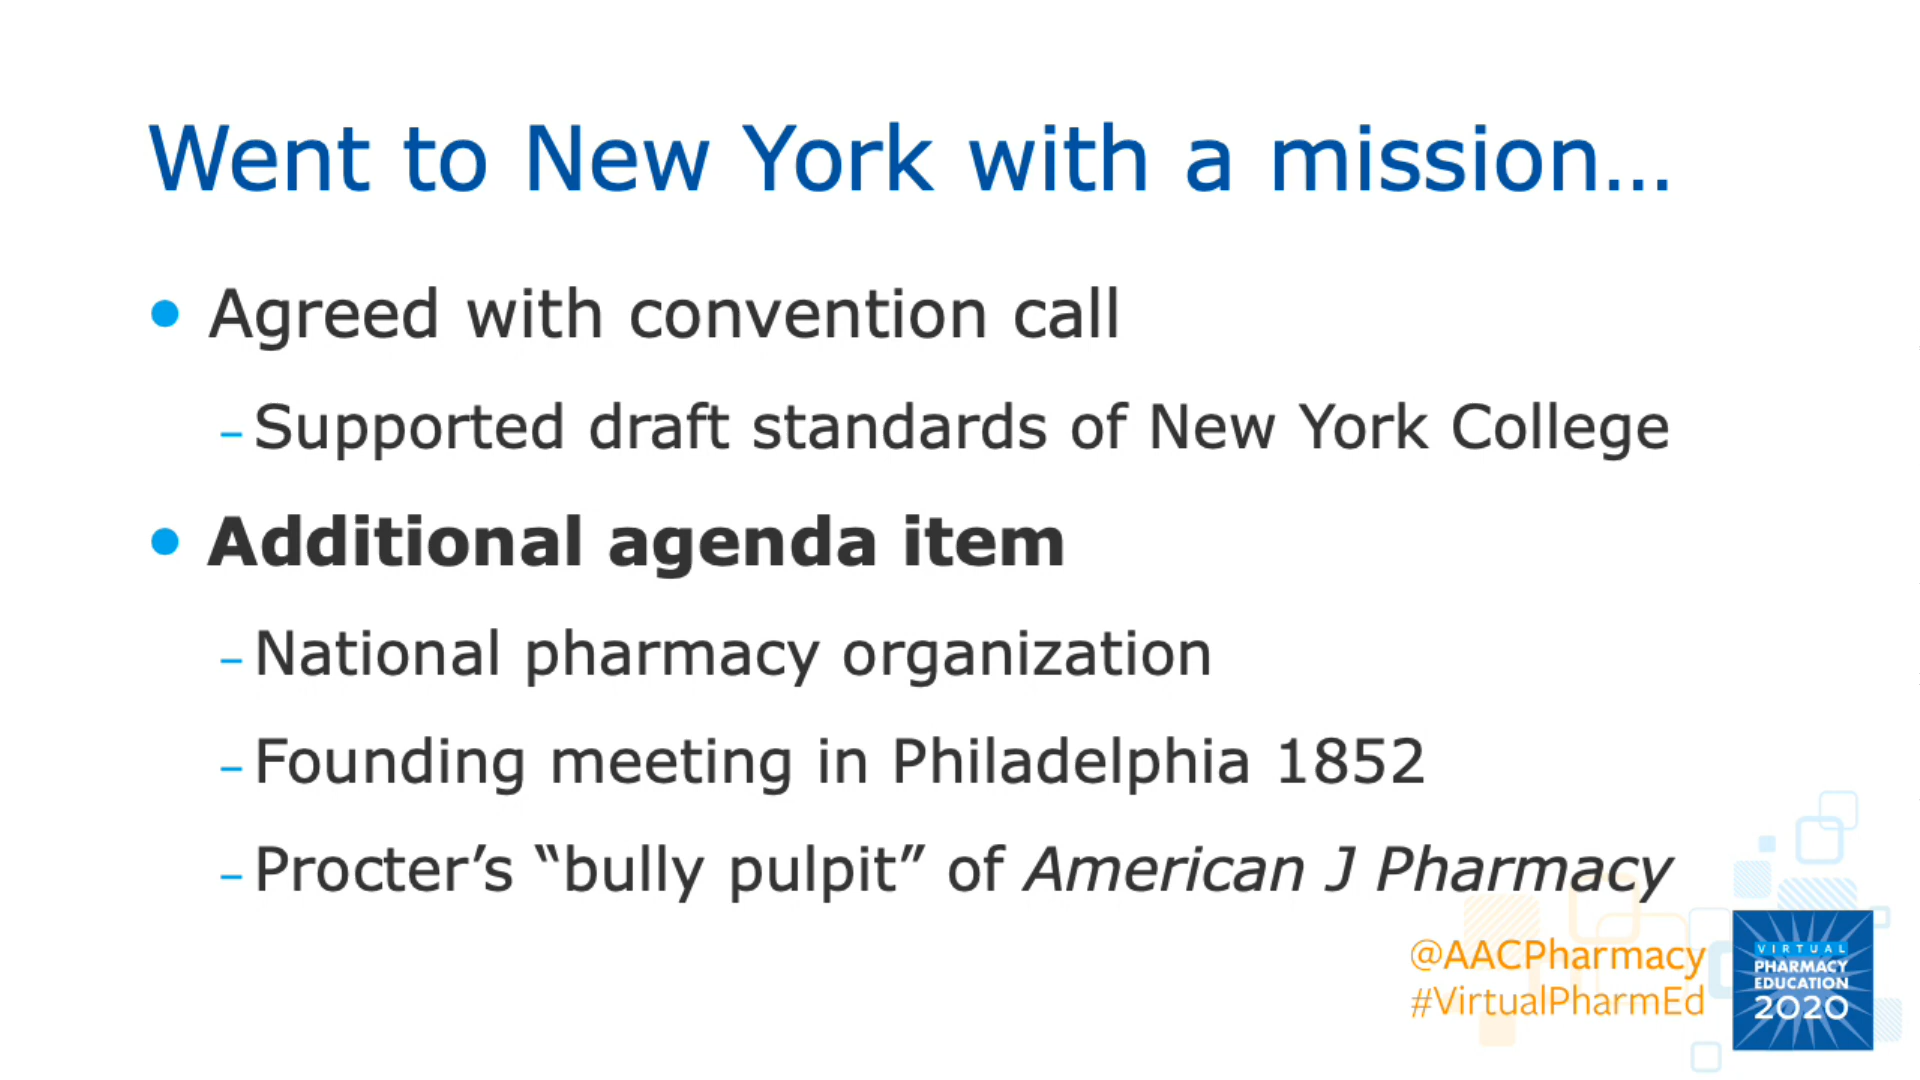 Went to New York with a mission...
• Agreed with convention call
– Supported draft standards of New York College
• Additional agenda item
– National pharmacy organization
– Founding meeting in Philadelphia 1852
– Procter’s “bully pulpit” of American J Pharmacy
@AACPharmacy
#VirtualPharmEd
VIRTUAL
PHARMACY
EDUCATION
2020